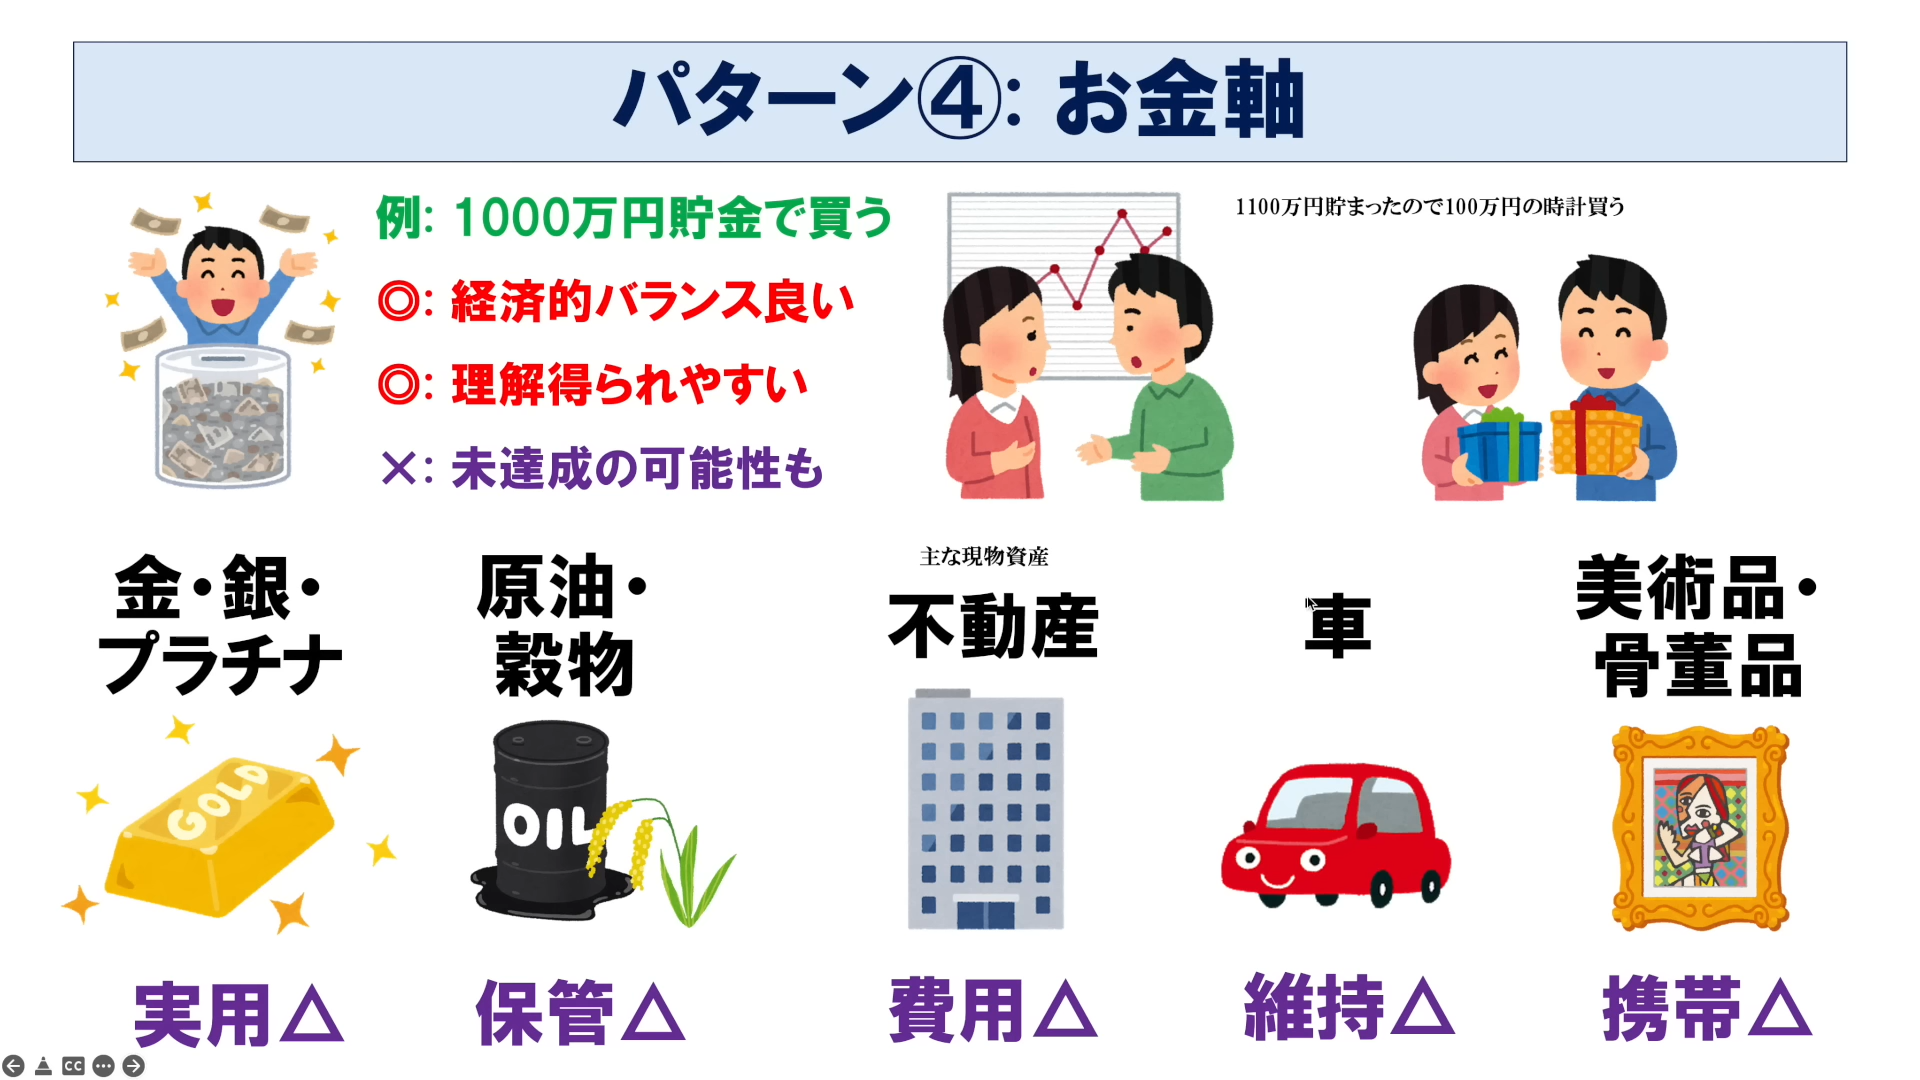 パターン④: お金軸
例: 1000万円貯金で買う
◎: 経済的バランス良い
◎: 理解得られやすい
×: 未達成の可能性も
1100万円貯まったので100万円の時計買う
金・銀・
プラチナ
原油・
穀物
主な現物資産
不動産
車
美術品・
骨董品
GOLD
OIL
実用△
保管△
費用△
維持△
携帯△
CC